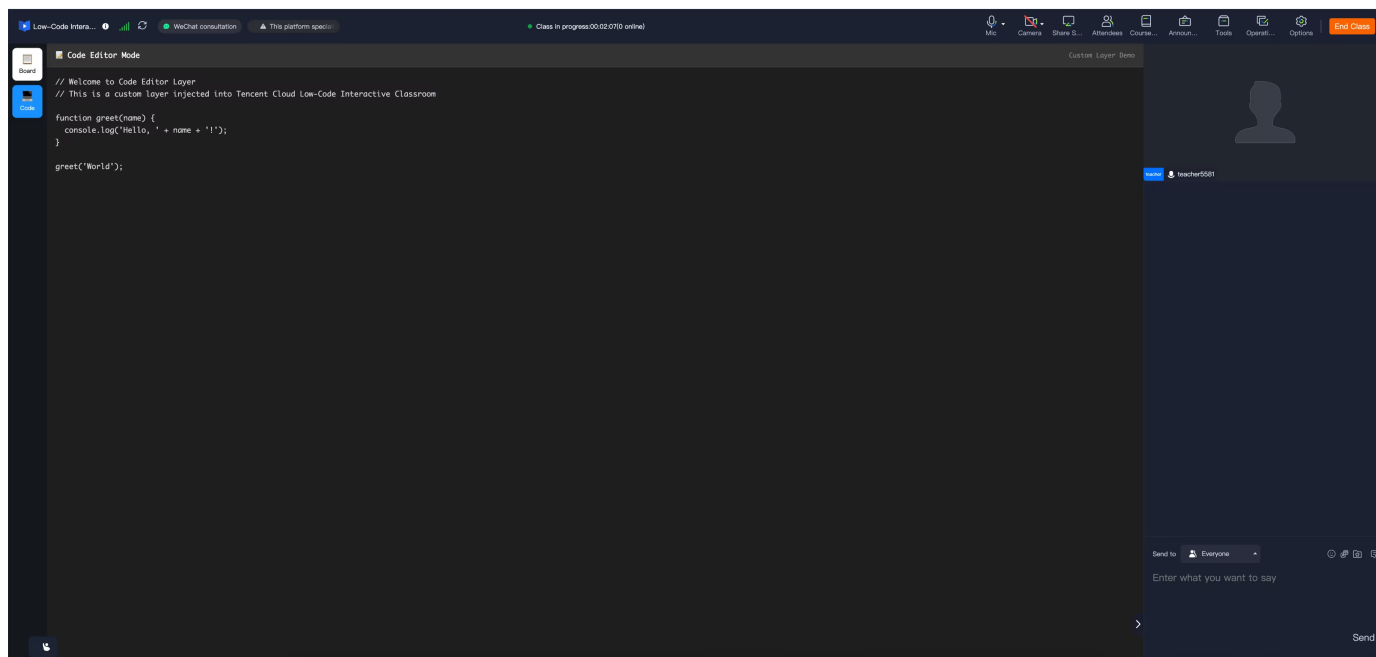 Low-Code Intera...
WeChat consultation
This platform special
Class in progress:00:02:07(0 online)
Mic
Camera
Share S...
Attendees
Course...
Announ...
Tools
Operati...
Options
End Class
Board
Code
Code Editor Mode
Custom Layer Demo
// Welcome to Code Editor Layer
// This is a custom layer injected into Tencent Cloud Low-Code Interactive Classroom
function greet(name) {
console.log('Hello, ' + name + '!');
}
greet('World');
teacher
teacher5581
Send to
Everyone
Enter what you want to say
Send